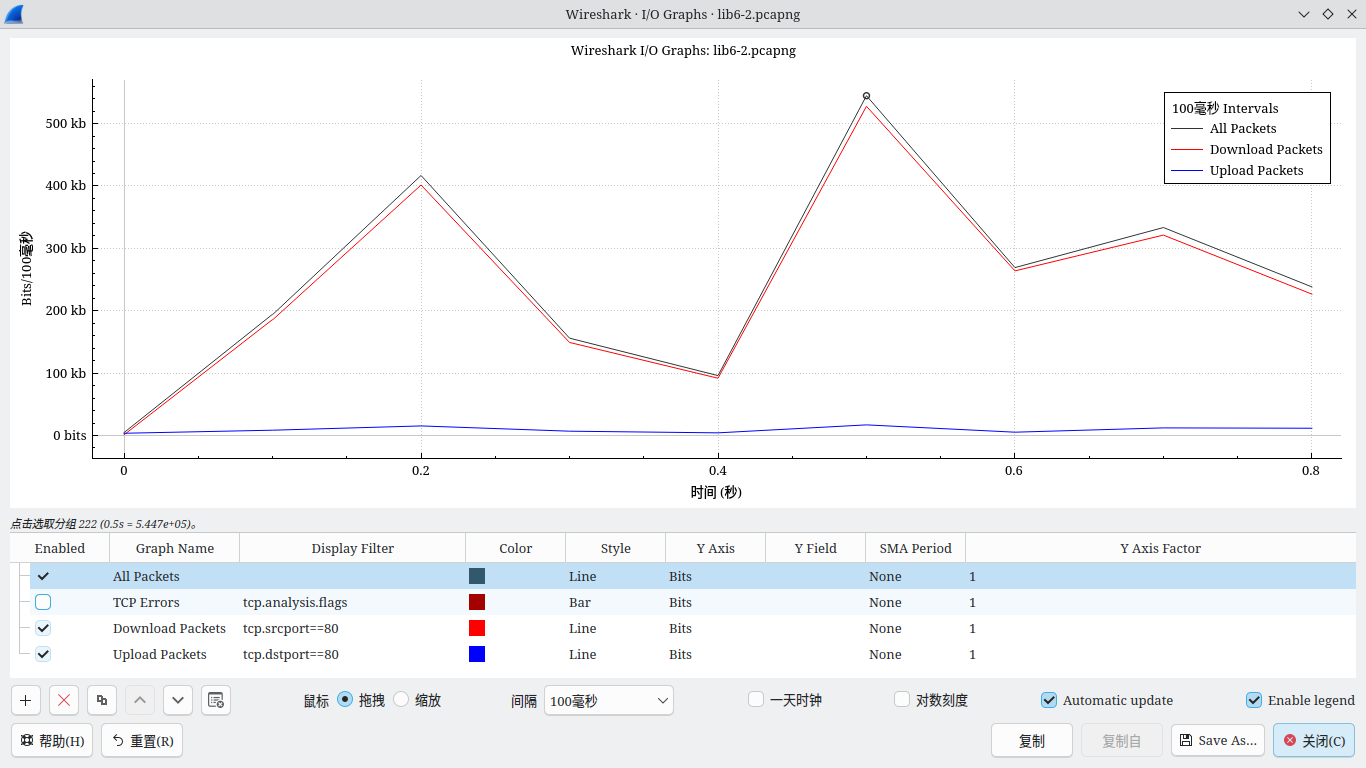 Wireshark · I/O Graphs · lib6-2.pcapng
Wireshark I/O Graphs: lib6-2.pcapng
100毫秒 Intervals
All Packets
Download Packets
Upload Packets
500 kb
400 kb
300 kb
200 kb
100 kb
0 bits
Bits/100毫秒
0 0.2 0.4 0.6 0.8
时间 (秒)
点击选取分组 222 (0.5s = 5.447e+05)。
Enabled Graph Name Display Filter Color Style Y Axis Y Field SMA Period Y Axis Factor
All Packets Line Bits None 1
TCP Errors tcp.analysis.flags Bar Bits None 1
Download Packets tcp.srcport==80 Line Bits None 1
Upload Packets tcp.dstport==80 Line Bits None 1
鼠标 拖拽 缩放 间隔 100毫秒 一天时钟 对数刻度 Automatic update Enable legend
帮助(H) 重置(R) 复制 复制自 Save As... 关闭(C)